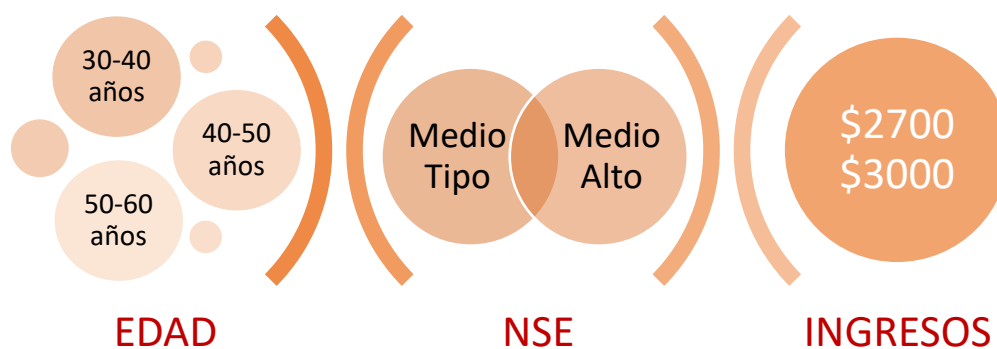 30-40
años
40-50
años
50-60
años
Medio
Tipo
Medio
Alto
$2700
$3000
EDAD
NSE
INGRESOS